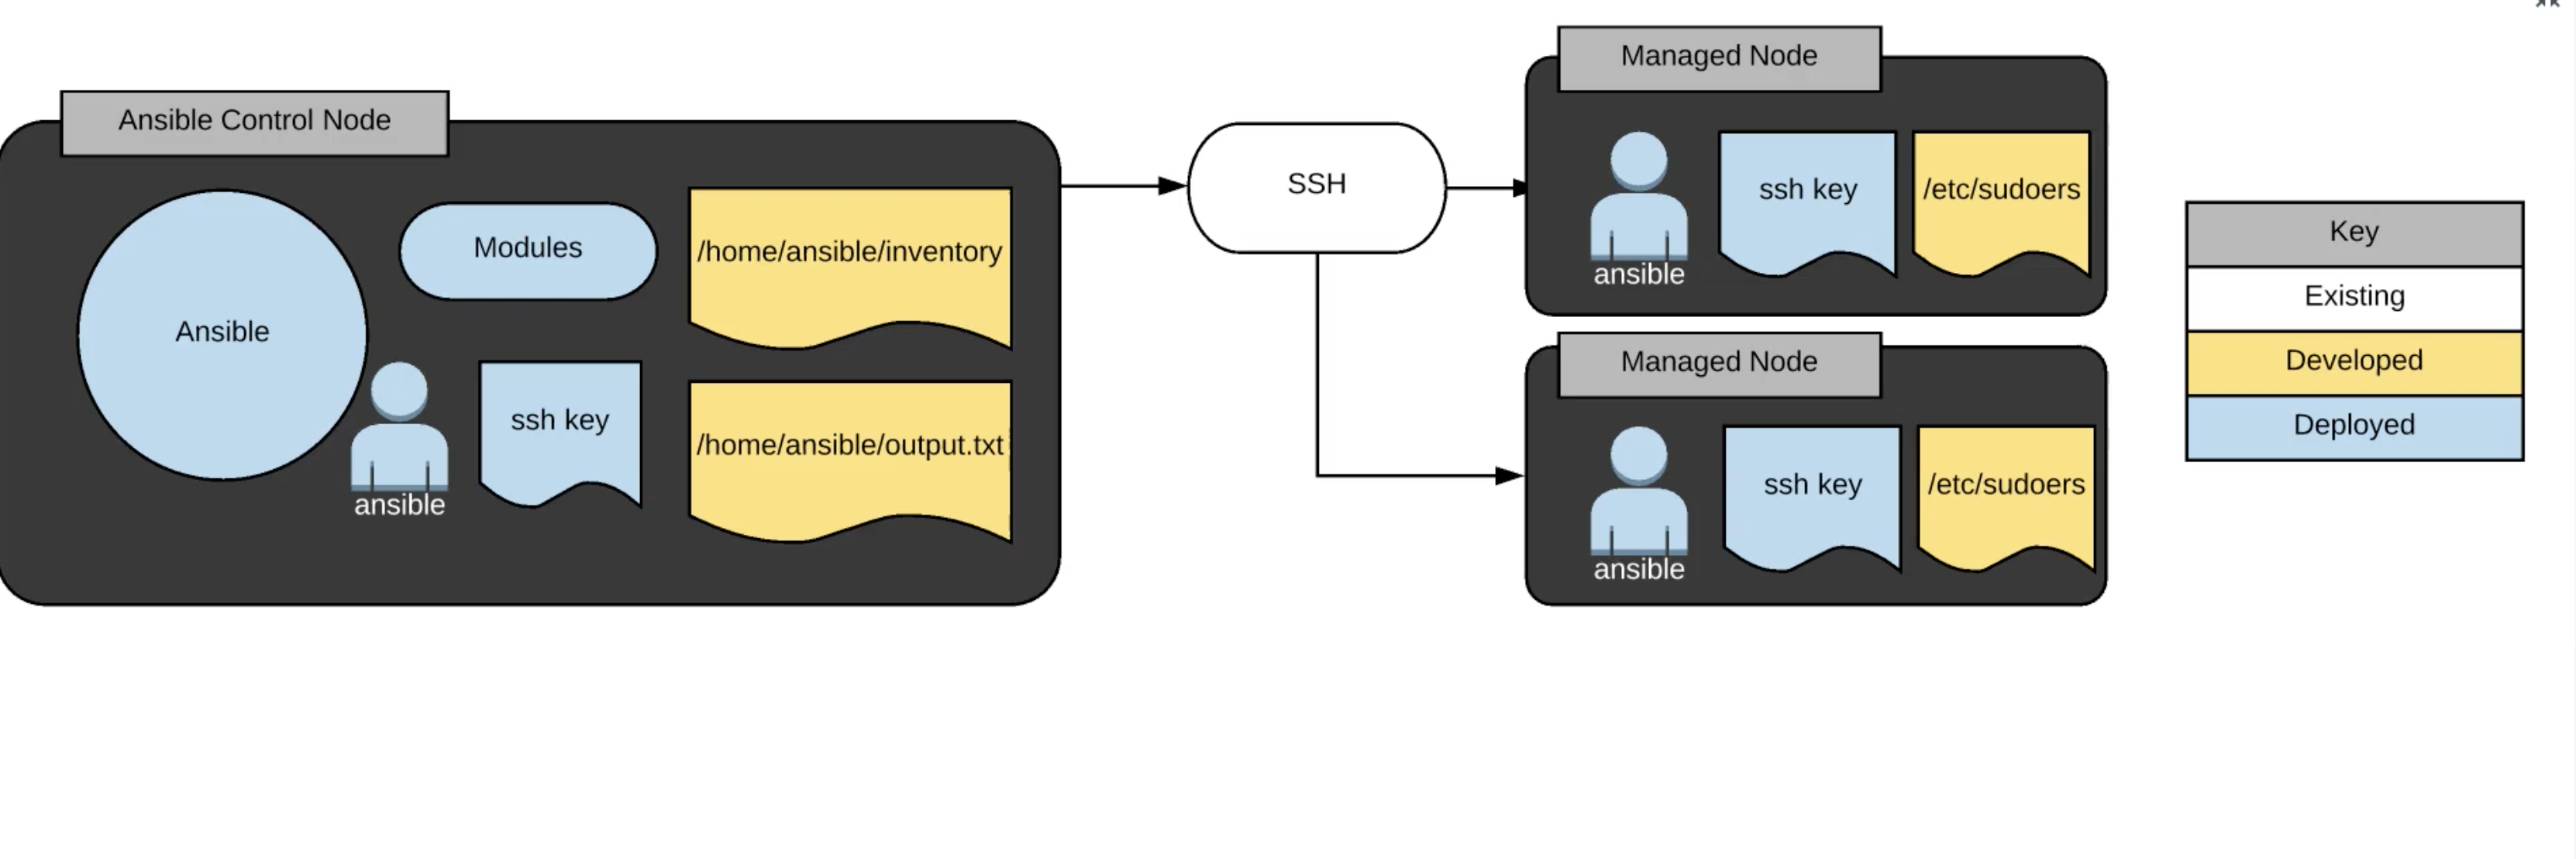 Ansible Control Node
Ansible
Modules
/home/ansible/inventory
ansible
ssh key
/home/ansible/output.txt
SSH
Managed Node
ansible
ssh key
/etc/sudoers
Managed Node
ansible
ssh key
/etc/sudoers
Key
Existing
Developed
Deployed